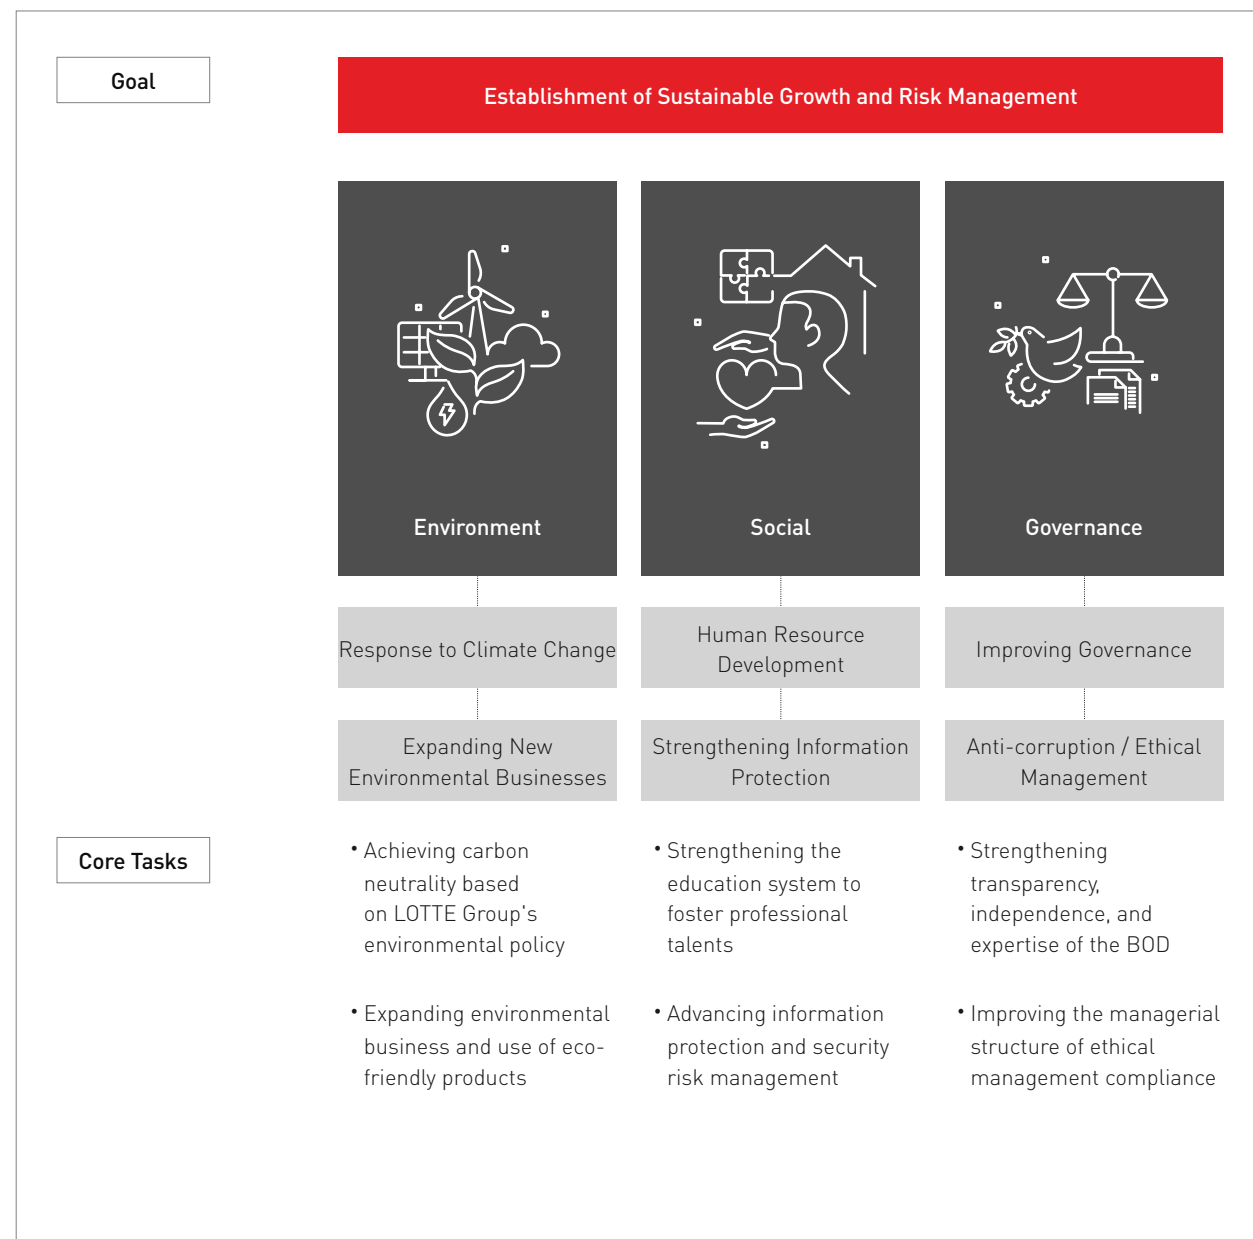 Goal
Establishment of Sustainable Growth and Risk Management
Environment
Social
Governance
Response to Climate Change
Human Resource
Development
Improving Governance
Expanding New
Environmental Businesses
Strengthening Information
Protection
Anti-corruption / Ethical
Management
Core Tasks
• Achieving carbon
neutrality based
on LOTTE Group's
environmental policy
• Expanding environmental
business and use of eco-
friendly products
• Strengthening the
education system to
foster professional
talents
• Advancing information
protection and security
risk management
• Strengthening
transparency,
independence, and
expertise of the BOD
• Improving the managerial
structure of ethical
management compliance